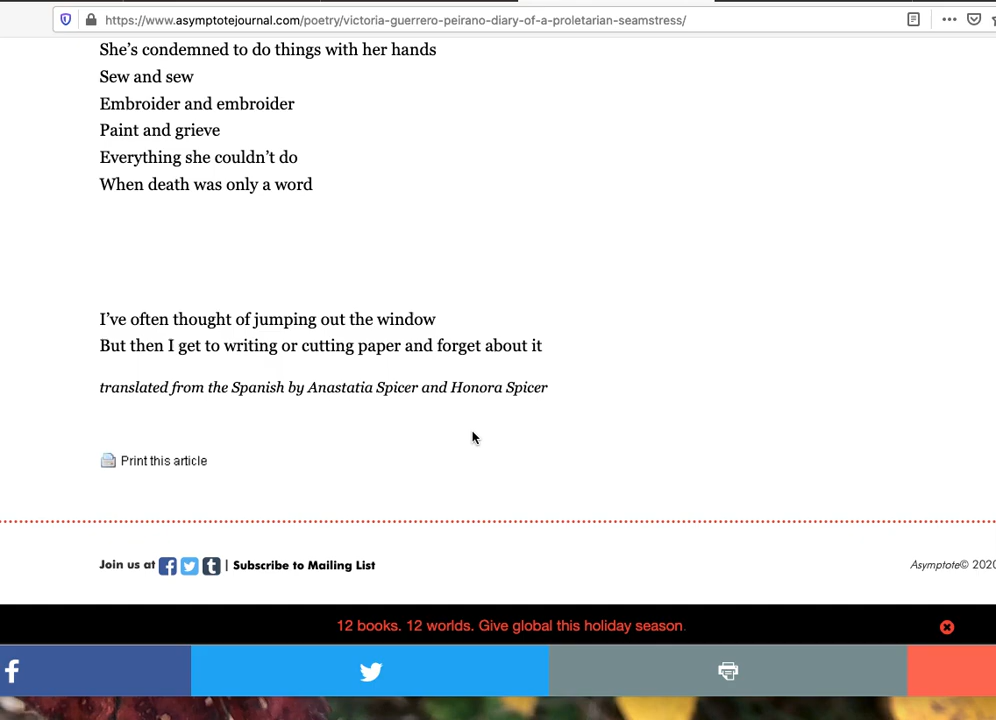 https://www.asymptotejournal.com/poetry/victoria-guerrero-peirano-diary-of-a-proletarian-seamstress/
She’s condemned to do things with her hands
Sew and sew
Embroider and embroider
Paint and grieve
Everything she couldn’t do
When death was only a word
I’ve often thought of jumping out the window
But then I get to writing or cutting paper and forget about it
translated from the Spanish by Anastatia Spicer and Honora Spicer
Print this article
Join us at | Subscribe to Mailing List
Asymptote© 2020
12 books. 12 worlds. Give global this holiday season.